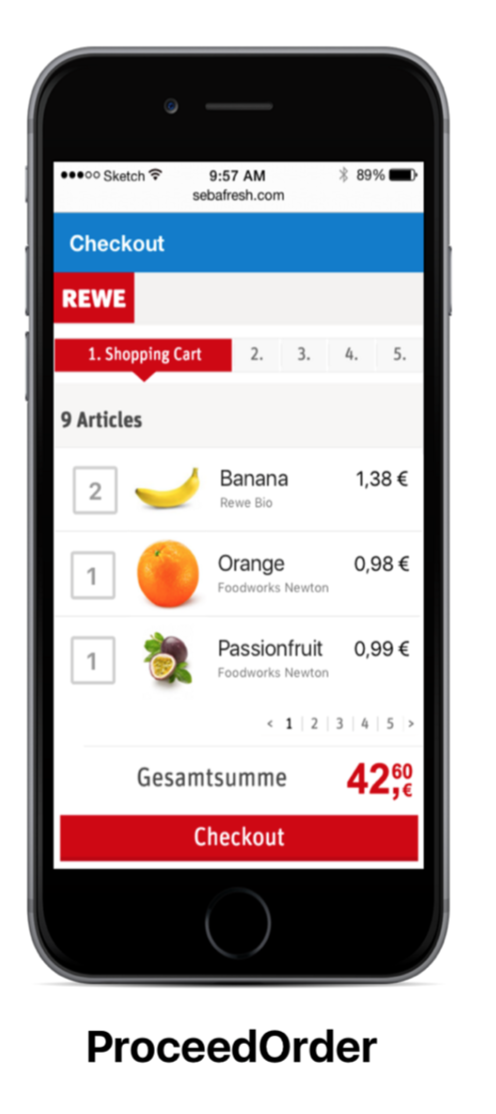 ●●●○○ Sketch 9:57 AM 89%
sebafresh.com
Checkout
REWE
1. Shopping Cart 2. 3. 4. 5.
9 Articles
2 Banana 1,38 €
Rewe Bio
1 Orange 0,98 €
Foodworks Newton
1 Passionfruit 0,99 €
Foodworks Newton
< 1 | 2 | 3 | 4 | 5 >
Gesamtsumme 42,60 €
Checkout
ProceedOrder